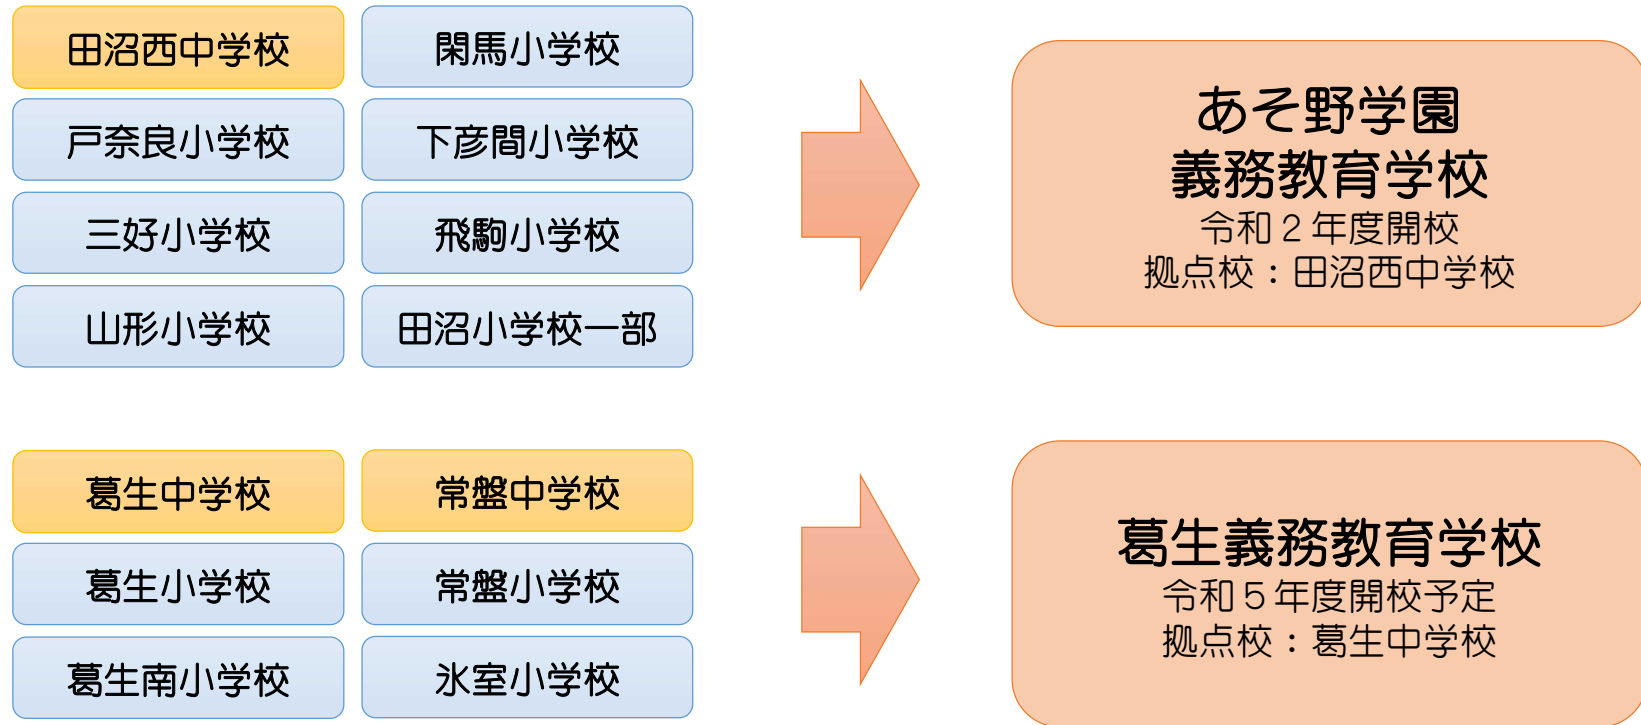 田沼西中学校
閑馬小学校
戸奈良小学校
下彦間小学校
三好小学校
飛駒小学校
山形小学校
田沼小学校一部
あそ野学園
義務教育学校
令和２年度開校
拠点校：田沼西中学校
葛生中学校
常盤中学校
葛生小学校
常盤小学校
葛生南小学校
氷室小学校
葛生義務教育学校
令和５年度開校予定
拠点校：葛生中学校